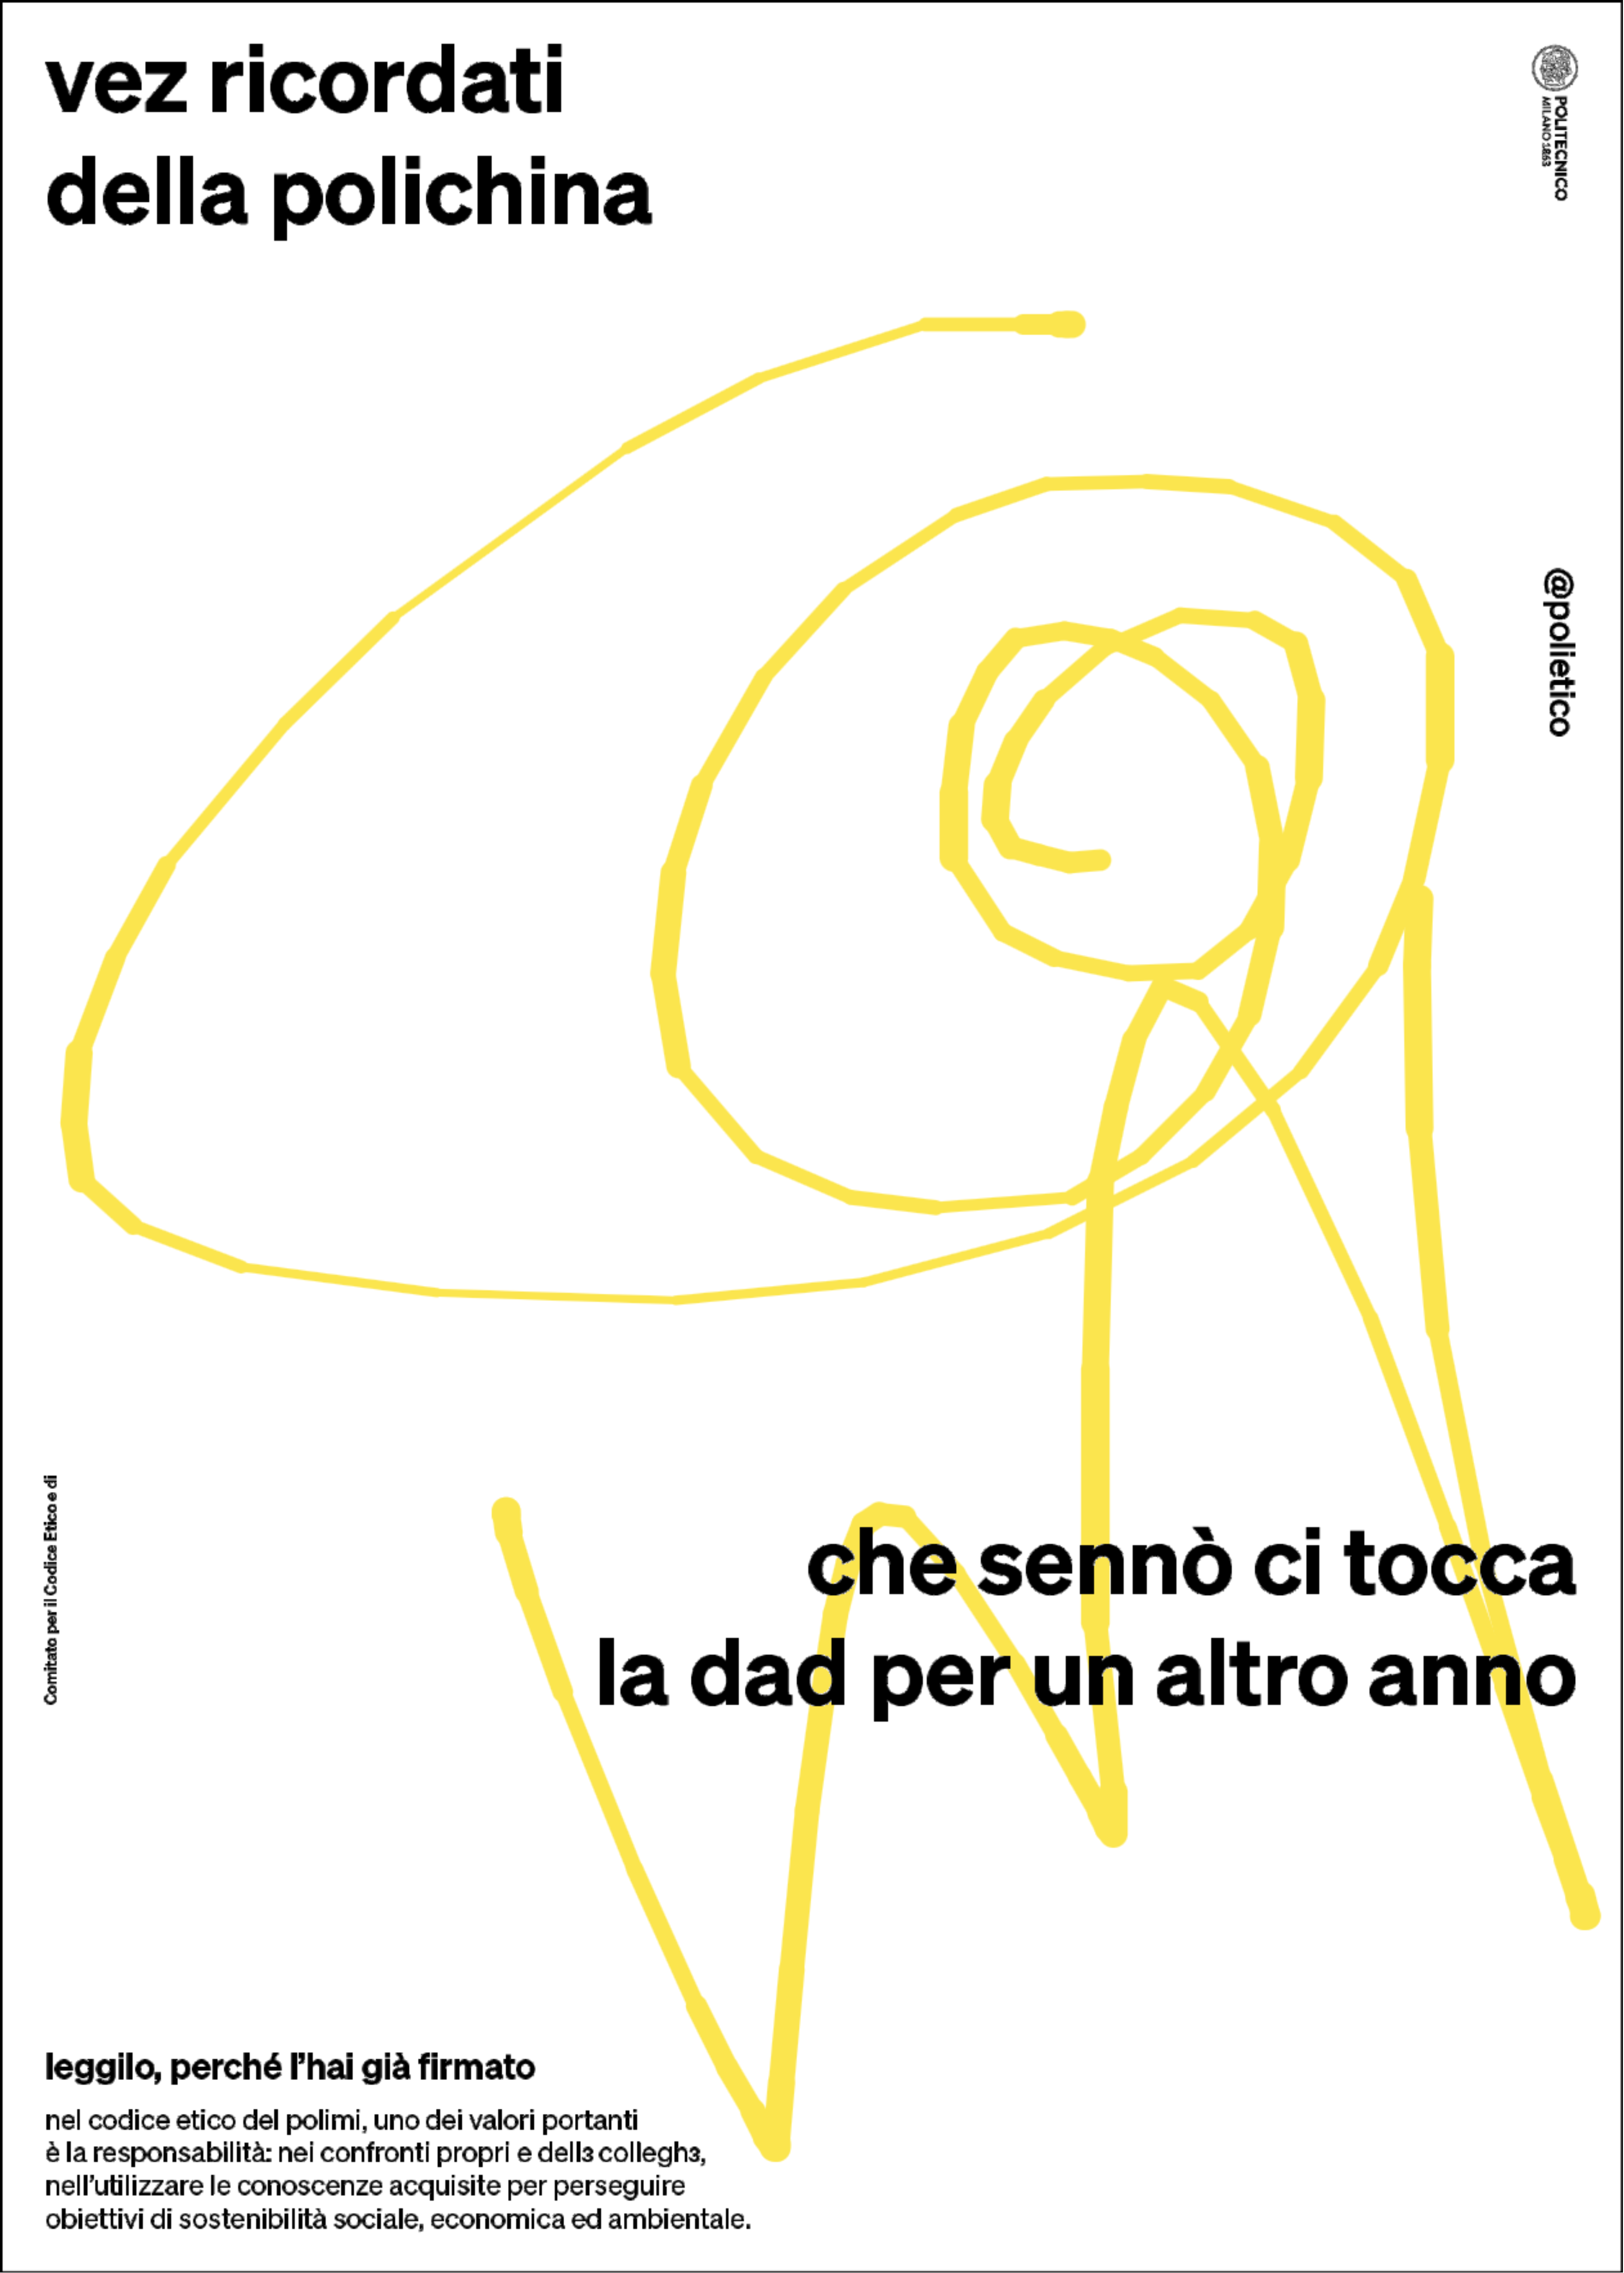 vez ricordati
della polichina
POLITECNICO
MILANO 1863
@polietico
che sennò ci tocca
la dad per un altro anno
Comitato per il Codice Etico e di
leggilo, perché l'hai già firmato
nel codice etico del polimi, uno dei valori portanti
è la responsabilità: nei confronti propri e dellɜ colleghɜ,
nell'utilizzare le conoscenze acquisite per perseguire
obiettivi di sostenibilità sociale, economica ed ambientale.